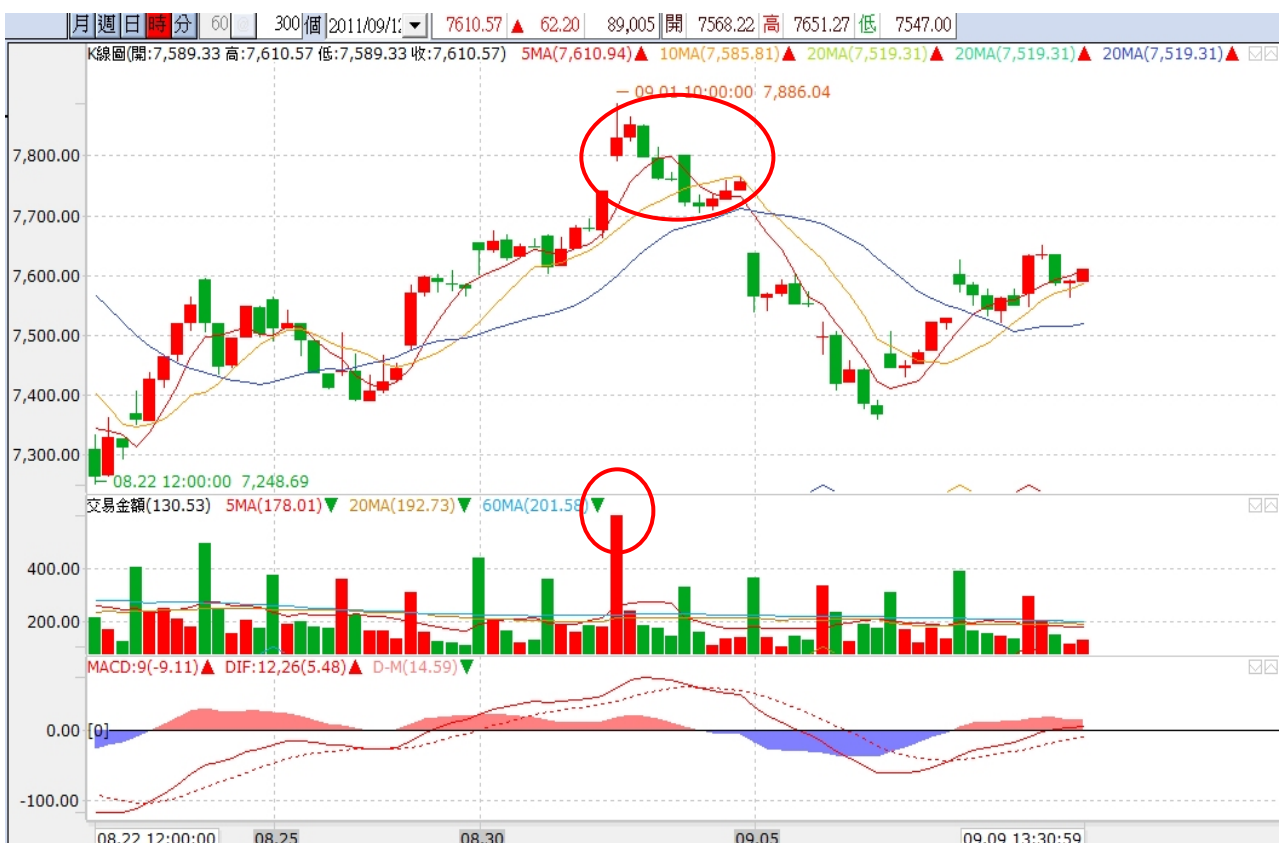 月 週 日 時 分 60 300 個 2011/09/1 7610.57 ▲ 62.20 89,005 開 7568.22 高 7651.27 低 7547.00
K線圖(開:7,589.33 高:7,610.57 低:7,589.33 收:7,610.57) 5MA(7,610.94)▲ 10MA(7,585.81)▲ 20MA(7,519.31)▲ 20MA(7,519.31)▲ 20MA(7,519.31)▲
09.01 10:00:00 7,886.04
7,800.00
7,700.00
7,600.00
7,500.00
7,400.00
7,300.00
08.22 12:00:00 7,248.69
交易金額(130.53) 5MA(178.01)▼ 20MA(192.73)▼ 60MA(201.58)▼
400.00
200.00
MACD:9(-9.11)▲ DIF:12,26(5.48)▲ D-M(14.59)▼
0.00 [0]
-100.00
08.22 12:00:00 08.25 08.30 09.05 09.09 13:30:59